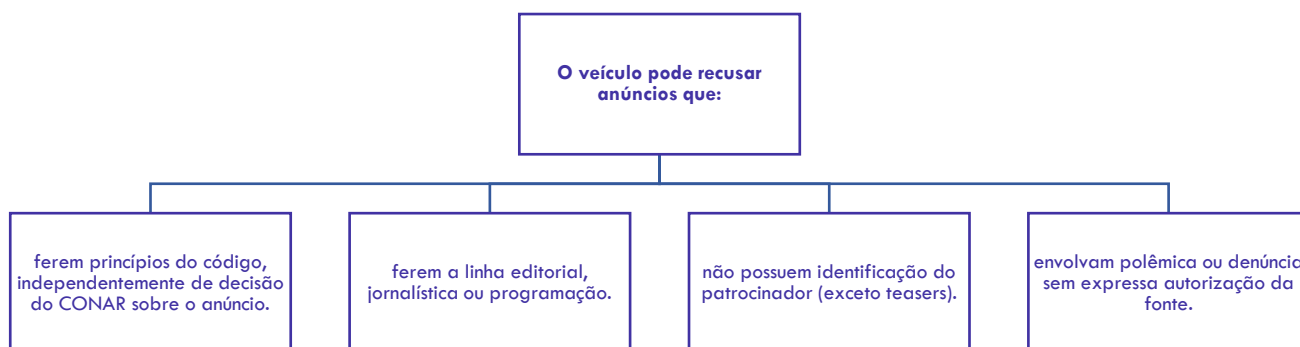 O veículo pode recusar
anúncios que:
ferem princípios do código,
independentemente de decisão
do CONAR sobre o anúncio.
ferem a linha editorial,
jornalística ou programação.
não possuem identificação do
patrocinador (exceto teasers).
envolvam polêmica ou denúncia
sem expressa autorização da
fonte.